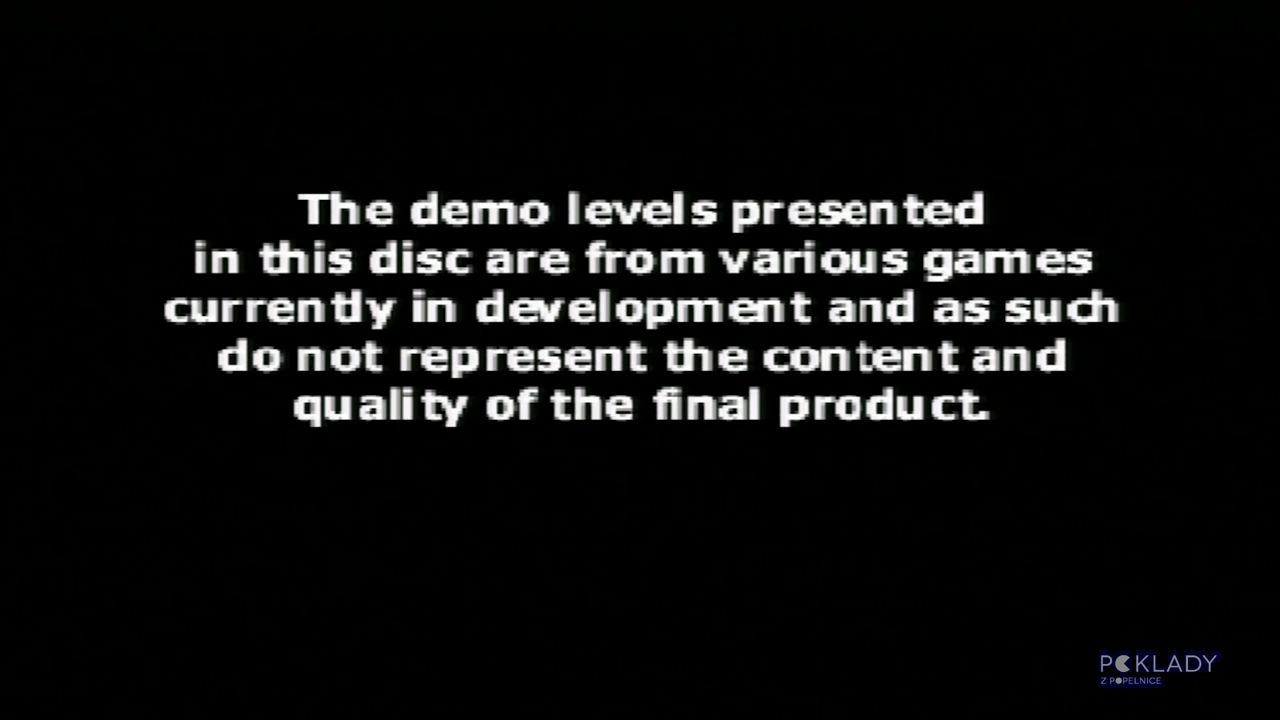 The demo levels presented
in this disc are from various games
currently in development and as such
do not represent the content and
quality of the final product.
POKLADY
Z POPELNICE